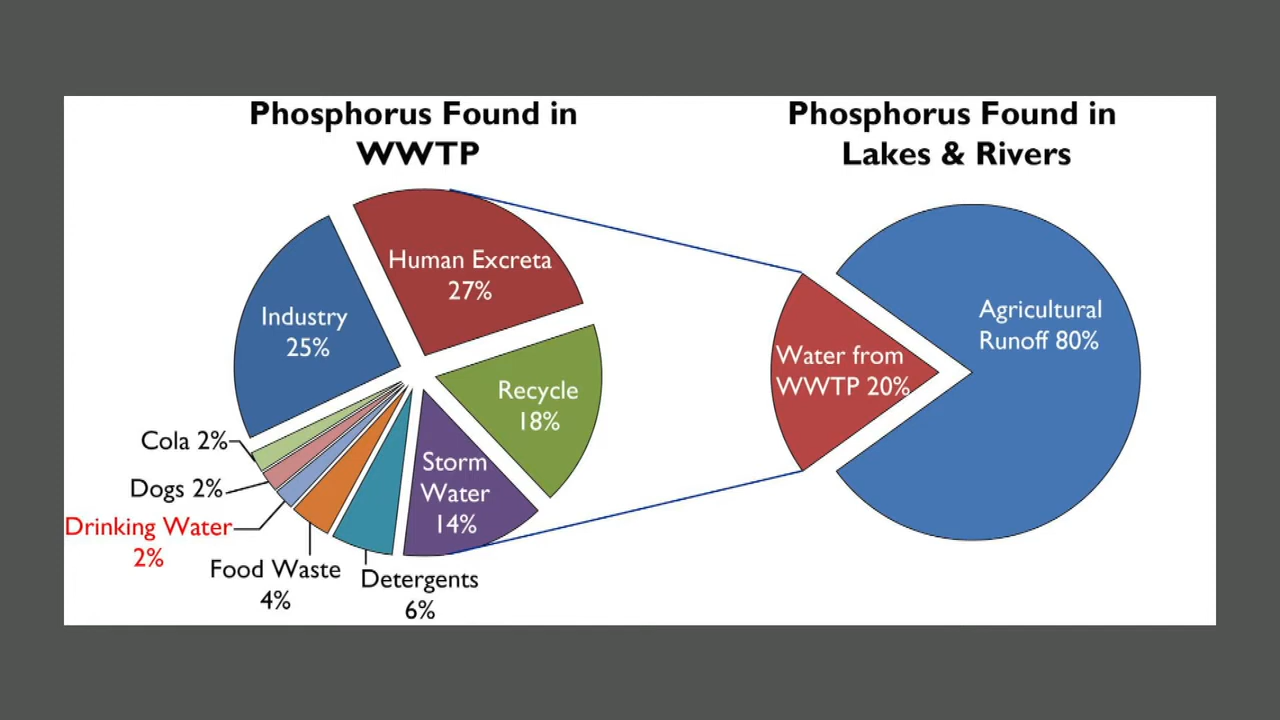 Phosphorus Found in
WWTP
Human Excreta
27%
Industry
25%
Recycle
18%
Cola 2%
Storm
Water
14%
Dogs 2%
Drinking Water
2%
Food Waste
4%
Detergents
6%
Phosphorus Found in
Lakes & Rivers
Agricultural
Runoff 80%
Water from
WWTP 20%